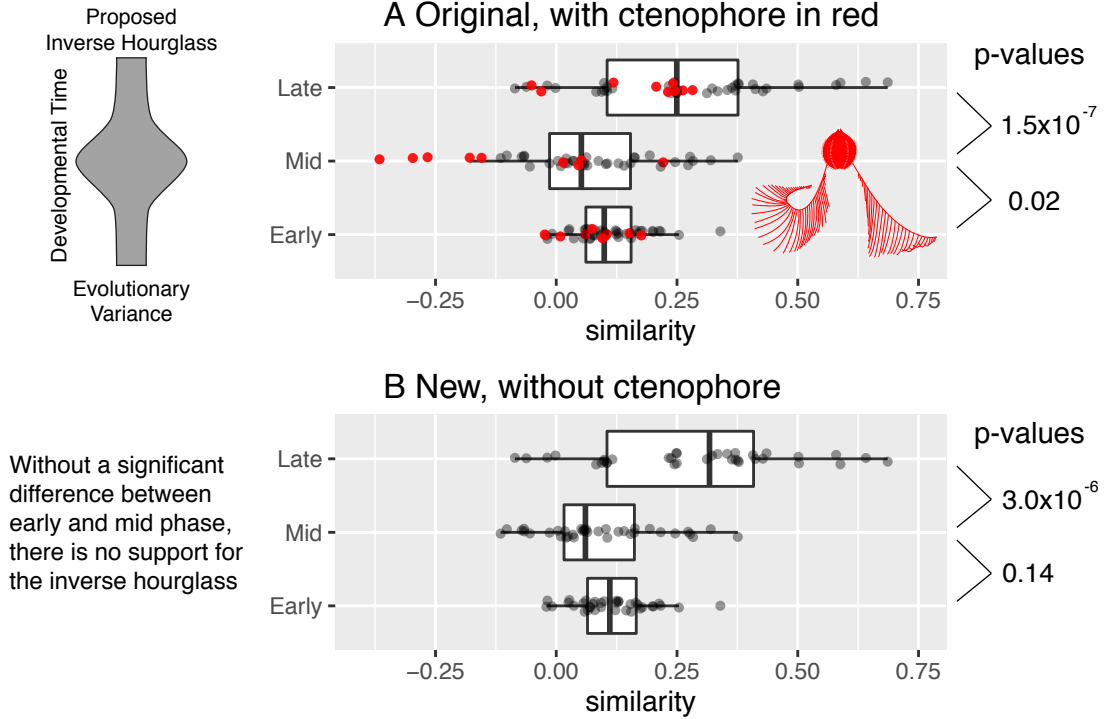 Proposed
Inverse Hourglass
Developmental Time
Evolutionary
Variance
A Original, with ctenophore in red
Late
Mid
Early
−0.25 0.00 0.25 0.50 0.75
similarity
p-values
1.5x10⁻⁷
0.02
B New, without ctenophore
Without a significant
difference between
early and mid phase,
there is no support for
the inverse hourglass
Late
Mid
Early
−0.25 0.00 0.25 0.50 0.75
similarity
p-values
3.0x10⁻⁶
0.14